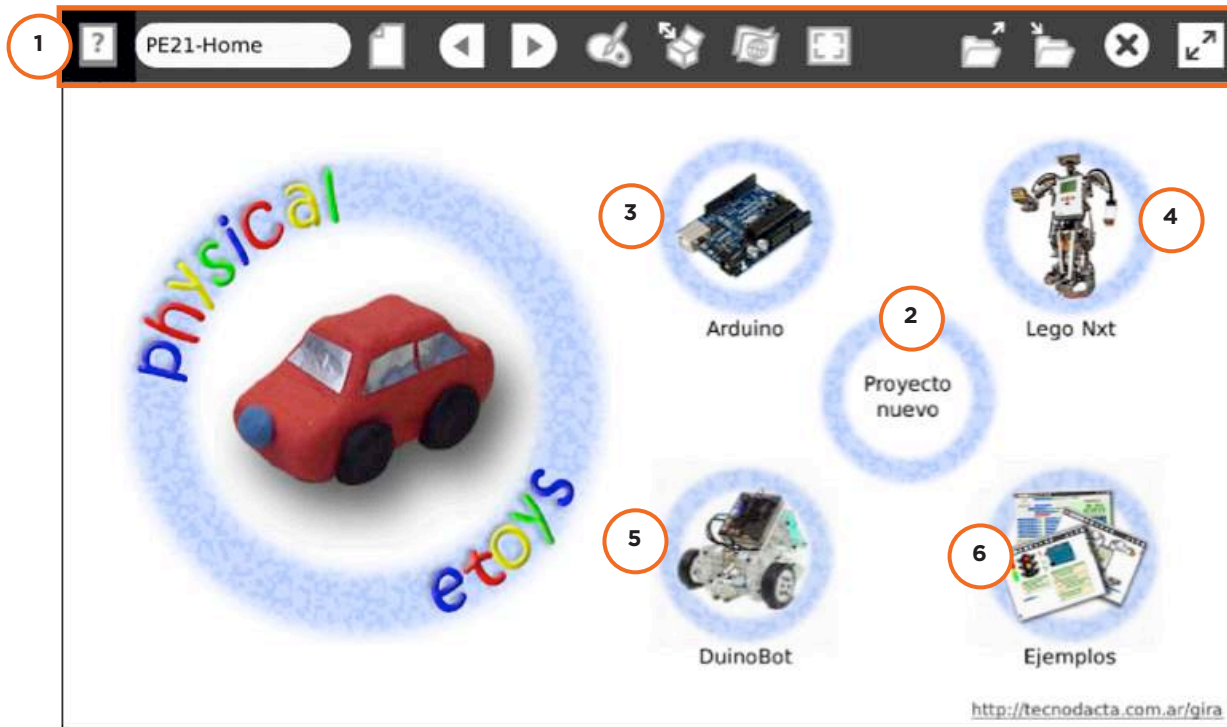 1
?
PE21-Home
physical
etoys
3
Arduino
4
Lego Nxt
2
Proyecto
nuevo
5
DuinoBot
6
Ejemplos
http://tecnodacta.com.ar/gira